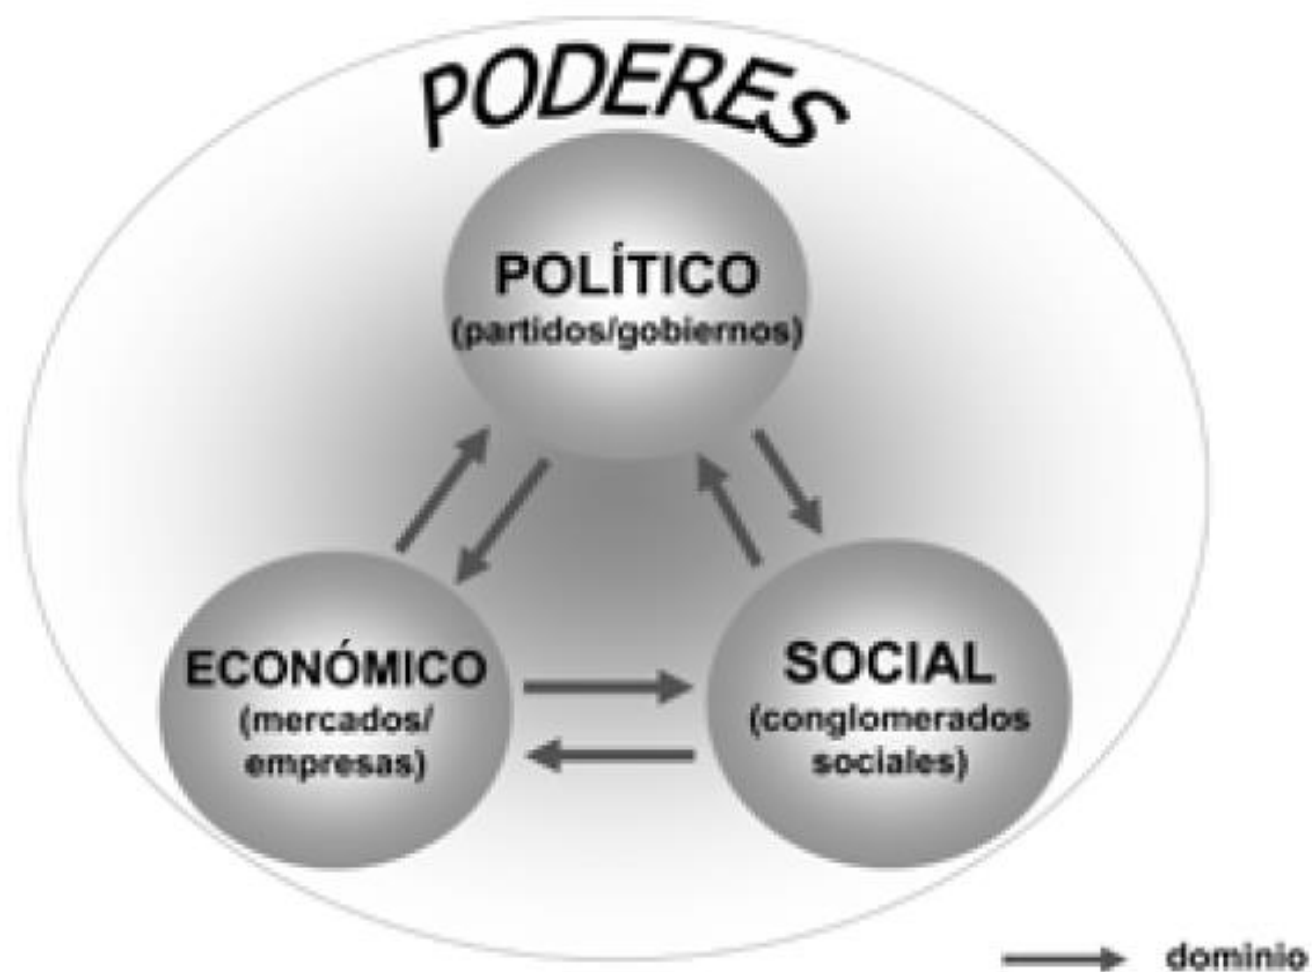 PODERES
POLÍTICO
(partidos/gobiernos)
ECONÓMICO
(mercados/
empresas)
SOCIAL
(conglomerados
sociales)
dominio